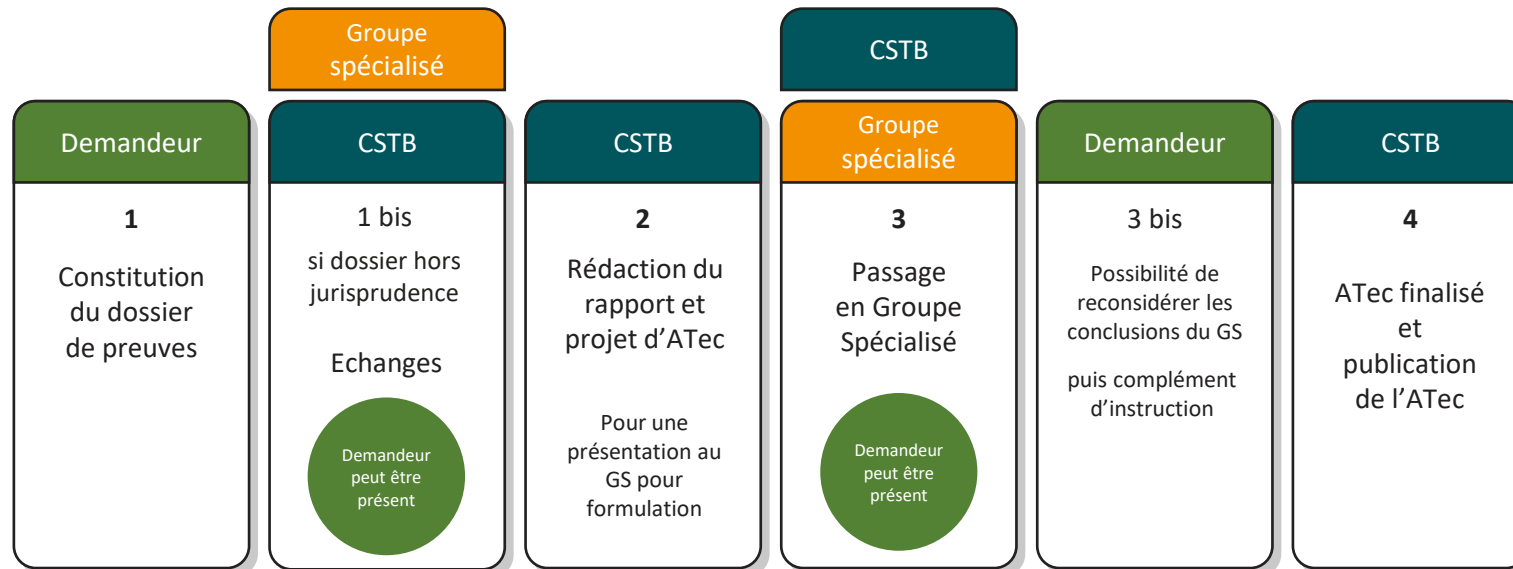 Demandeur
1
Constitution
du dossier
de preuves
Groupe
spécialisé
CSTB
1 bis
si dossier hors
jurisprudence
Echanges
Demandeur
peut être
présent
CSTB
2
Rédaction du
rapport et
projet d’ATec
Pour une
présentation au
GS pour
formulation
CSTB
Groupe
spécialisé
3
Passage
en Groupe
Spécialisé
Demandeur
peut être
présent
Demandeur
3 bis
Possibilité de
reconsidérer les
conclusions du GS
puis complément
d’instruction
CSTB
4
ATec finalisé
et
publication
de l’ATec